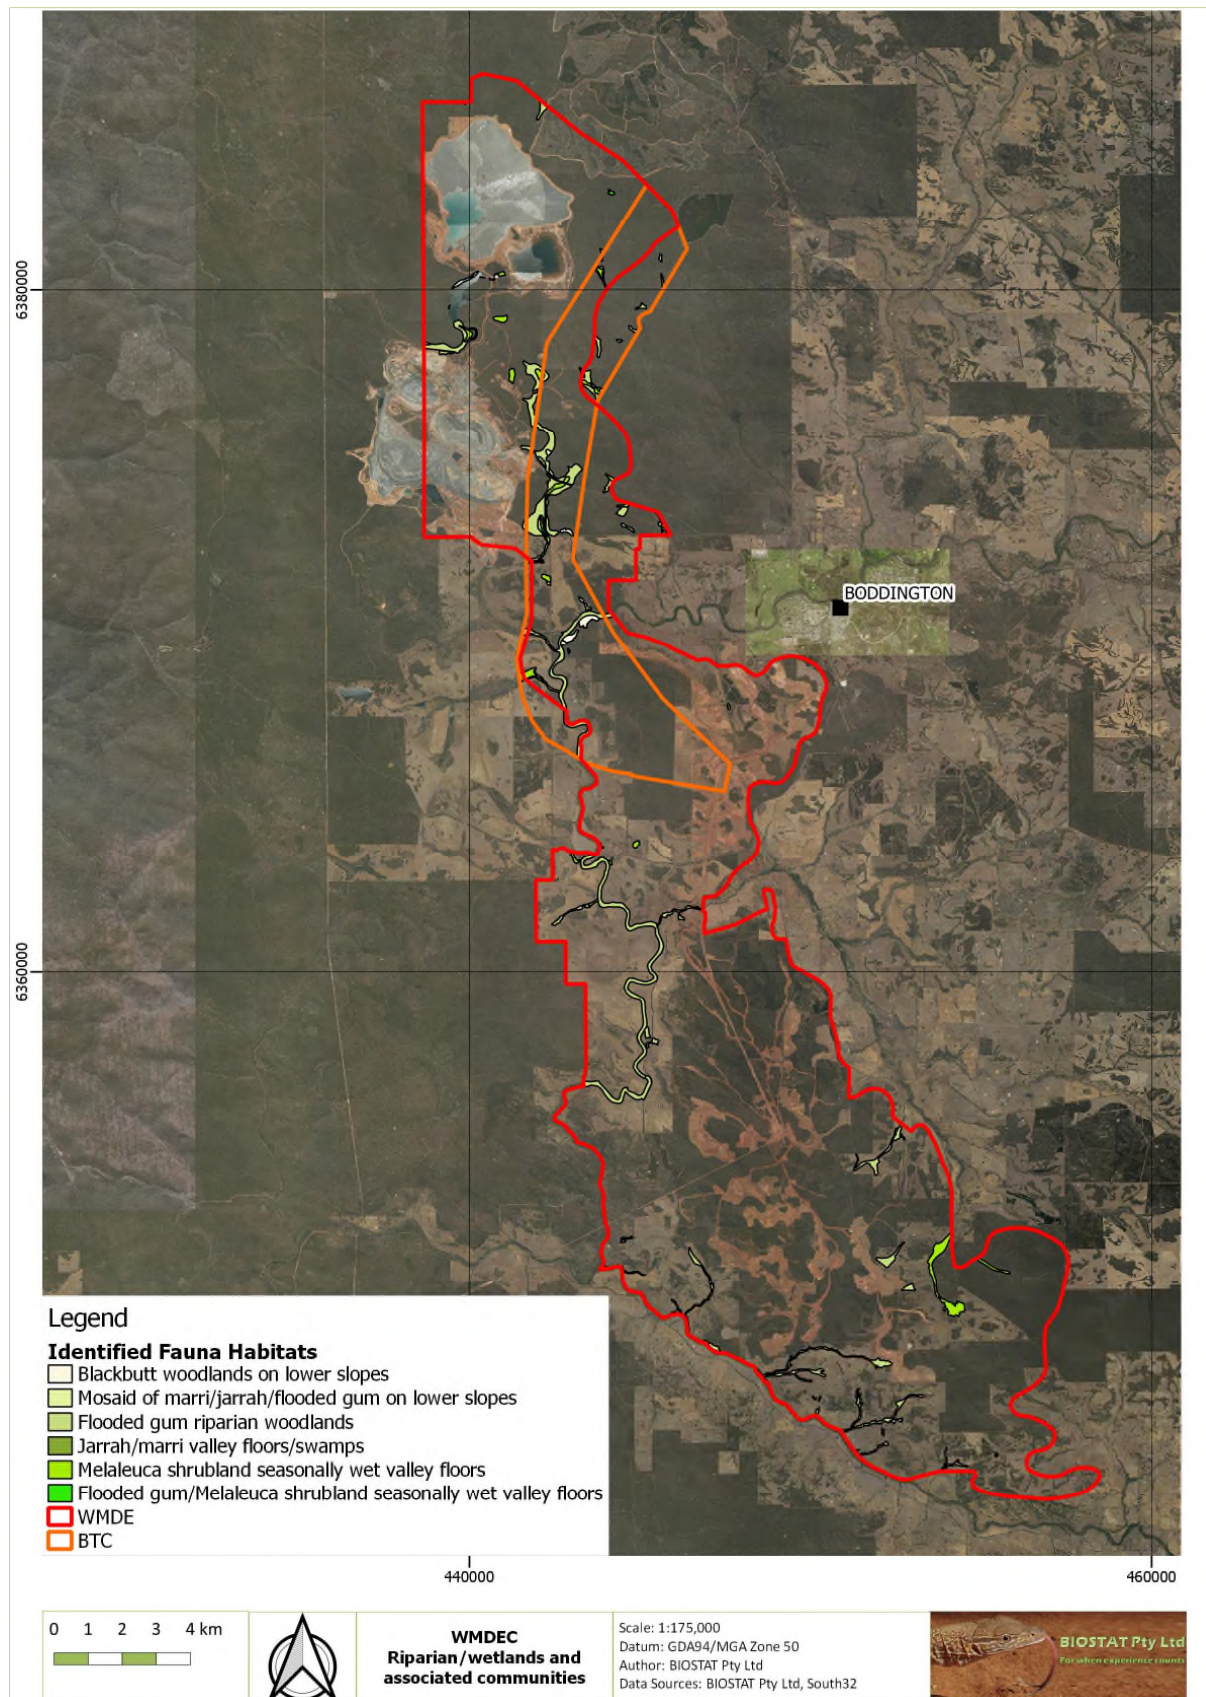 6380000
BODDINGTON
6360000
Legend
Identified Fauna Habitats
Blackbutt woodlands on lower slopes
Mosaid of marri/jarrah/flooded gum on lower slopes
Flooded gum riparian woodlands
Jarrah/marri valley floors/swamps
Melaleuca shrubland seasonally wet valley floors
Flooded gum/Melaleuca shrubland seasonally wet valley floors
WMDE
BTC
440000
460000
0 1 2 3 4 km
WMDEC
Riparian/wetlands and
associated communities
Scale: 1:175,000
Datum: GDA94/MGA Zone 50
Author: BIOSTAT Pty Ltd
Data Sources: BIOSTAT Pty Ltd, South32
BIOSTAT Pty Ltd
For when experience counts